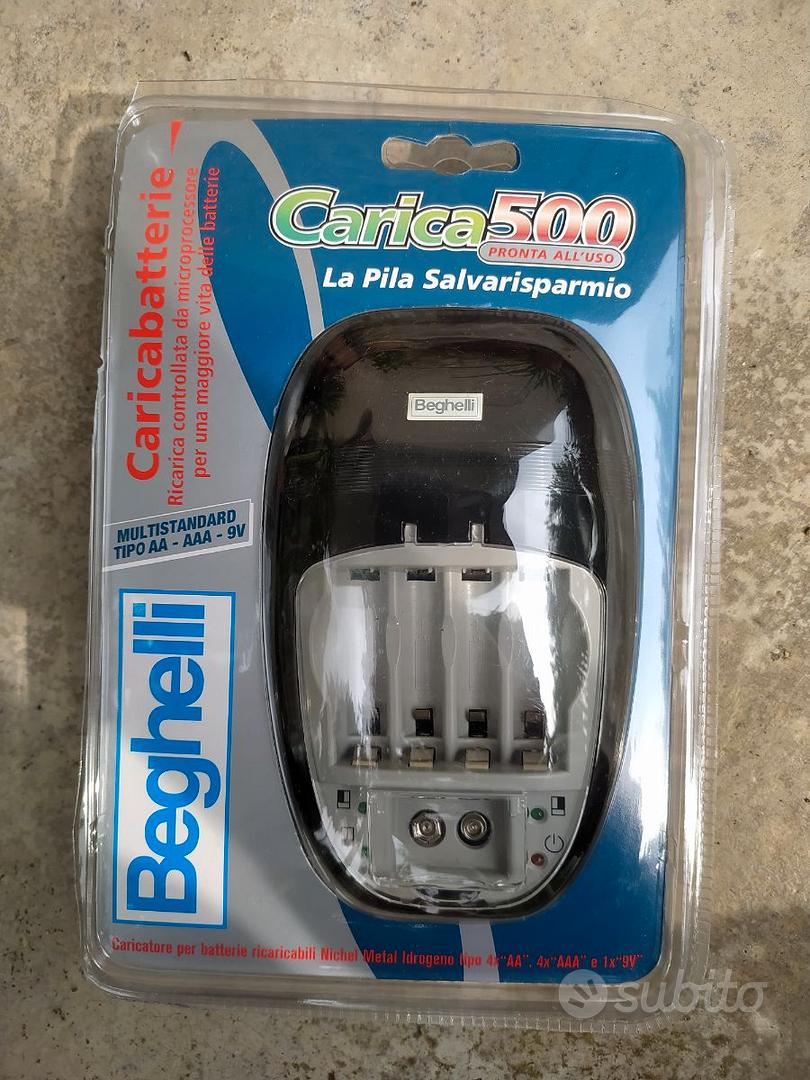 Carica500
PRONTA ALL'USO
La Pila Salvarisparmio
Caricabatterie
Ricarica controllata da microprocessore
per una maggiore vita delle batterie
MULTISTANDARD
TIPO AA - AAA - 9V
Beghelli
Beghelli
Caricatore per batterie ricaricabili Nichel Metal Idrogeno tipo 4x"AA", 4x"AAA" e 1x"9V"
subito